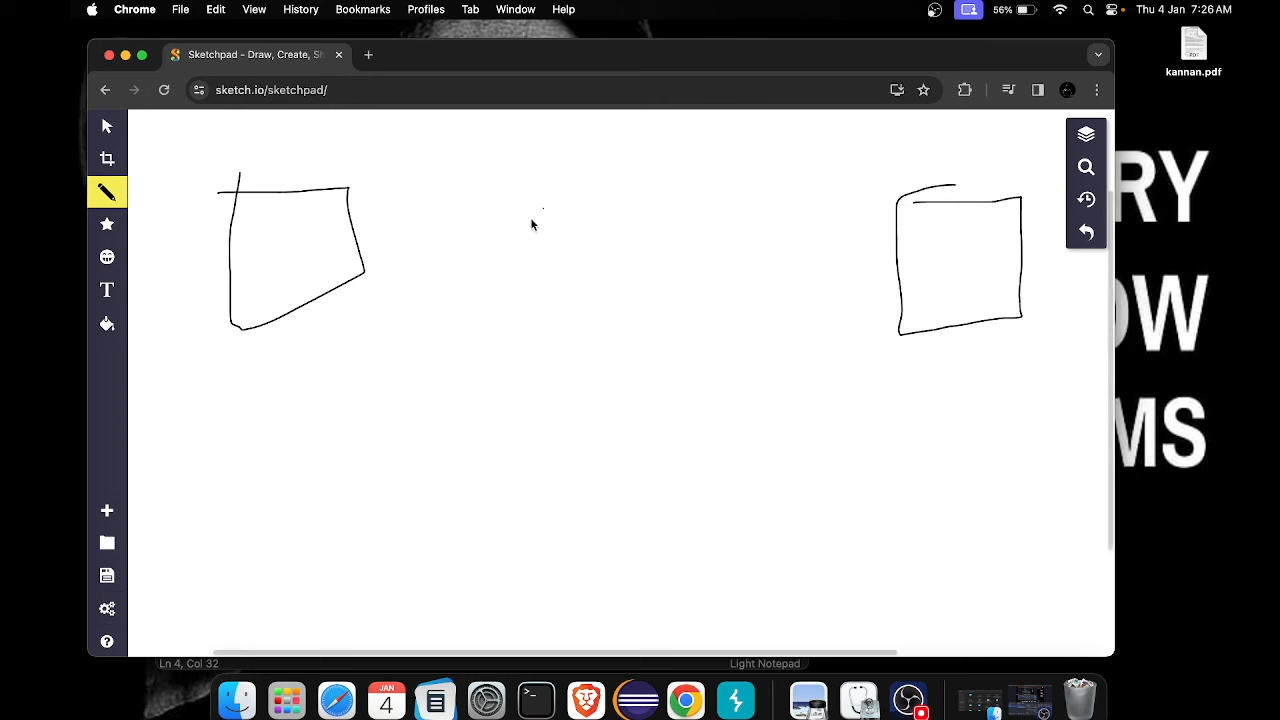 Chrome File Edit View History Bookmarks Profiles Tab Window Help 56% Thu 4 Jan 7:26 AM
kannan.pdf
Sketchpad - Draw, Create, Sh
sketch.io/sketchpad/
RY
OW
MS
Ln 4, Col 32 Light Notepad
JAN
4